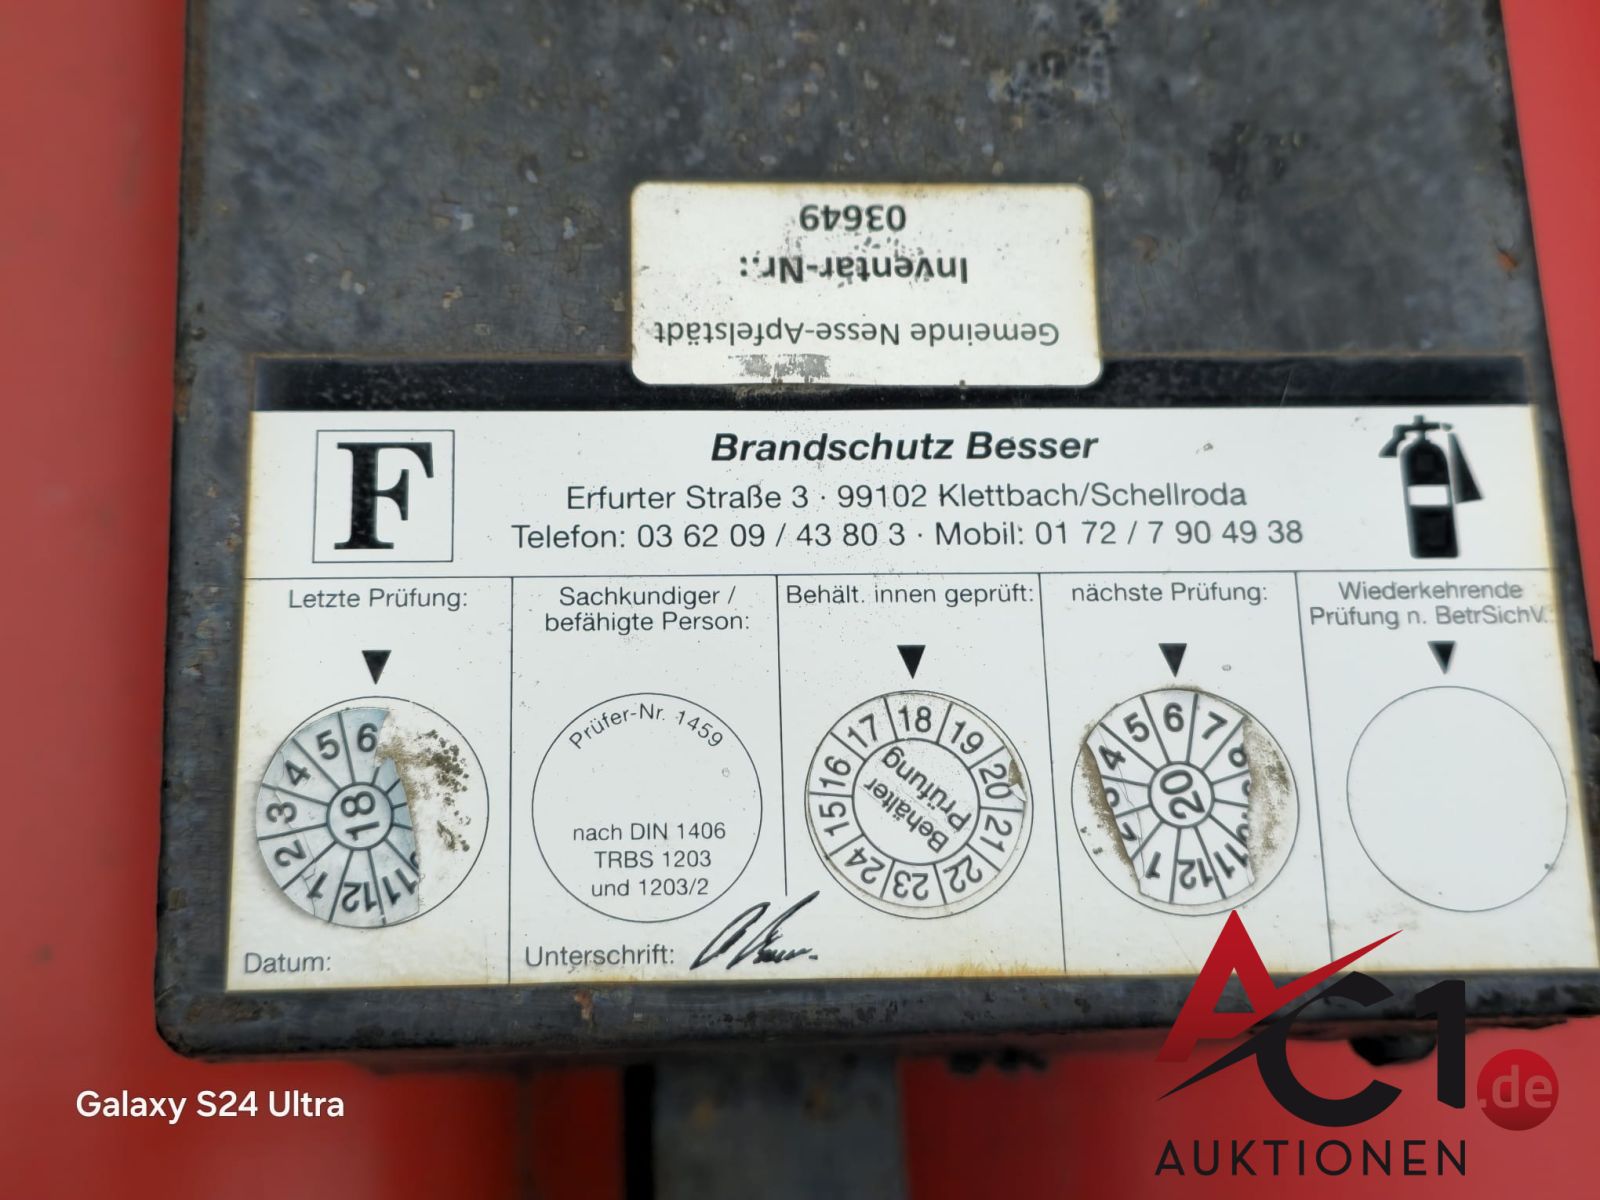 Gemeinde Nesse-Apfelstädt
Inventar-Nr.:
03649
F
Brandschutz Besser
Erfurter Straße 3 · 99102 Klettbach/Schellroda
Telefon: 03 62 09 / 43 80 3 · Mobil: 01 72 / 7 90 49 38
Letzte Prüfung:
1 2 3 4 5 6 11 12
18
Datum:
Sachkundiger /
befähigte Person:
Prüfer-Nr. 1459
nach DIN 1406
TRBS 1203
und 1203/2
Unterschrift:
Behält. innen geprüft:
15 16 17 18 19 20 21 22 23 24
Behälter
Prüfung
nächste Prüfung:
1 2 3 4 5 6 7 8 11 12
20
Wiederkehrende
Prüfung n. BetrSichV.:
Galaxy S24 Ultra
AC1.de
AUKTIONEN